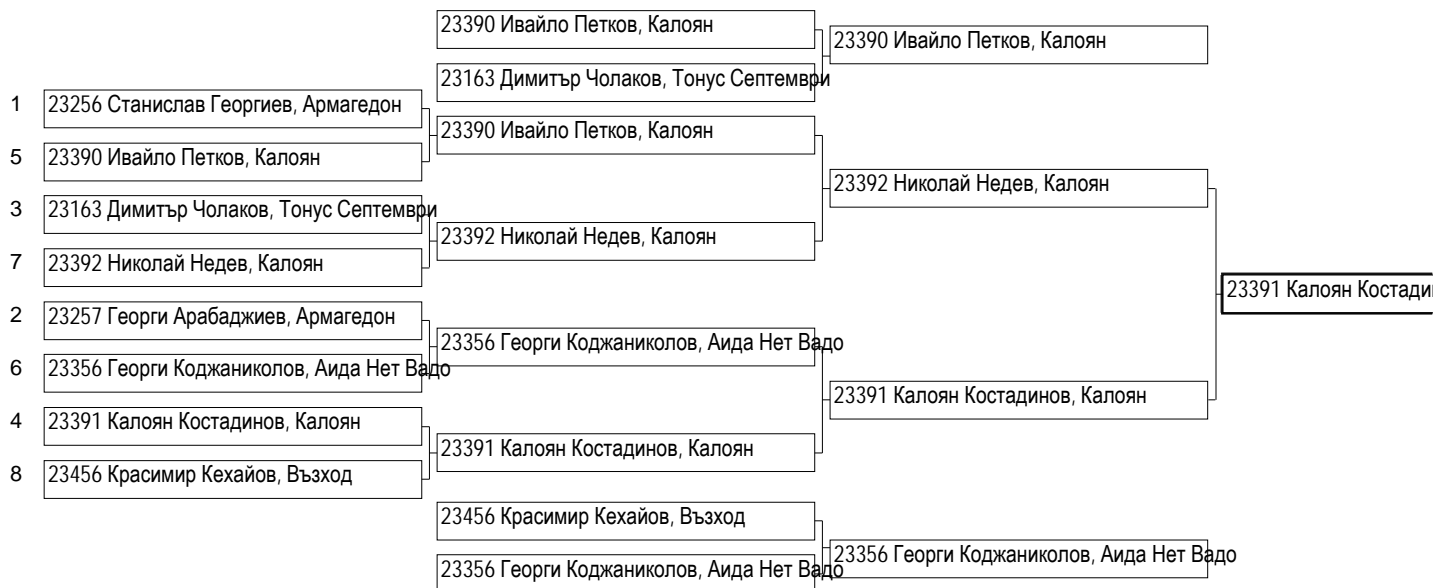 23390 Ивайло Петков, Калоян
23390 Ивайло Петков, Калоян
23163 Димитър Чолаков, Тонус Септември
1 23256 Станислав Георгиев, Армагедон
23390 Ивайло Петков, Калоян
5 23390 Ивайло Петков, Калоян
23392 Николай Недев, Калоян
3 23163 Димитър Чолаков, Тонус Септември
23392 Николай Недев, Калоян
7 23392 Николай Недев, Калоян
23391 Калоян
2 23257 Георги Арабаджиев, Армагедон
23356 Георги Коджаниколов, Аида Нет Вадо
6 23356 Георги Коджаниколов, Аида Нет Вадо
23391 Калоян Костадинов, Калоян
4 23391 Калоян Костадинов, Калоян
23391 Калоян Костадинов, Калоян
8 23456 Красимир Кехайов, Възход
23456 Красимир Кехайов, Възход
23356 Георги Коджаниколов, Аида Нет Вадо
23356 Георги Коджаниколов, Аида Нет Вадо